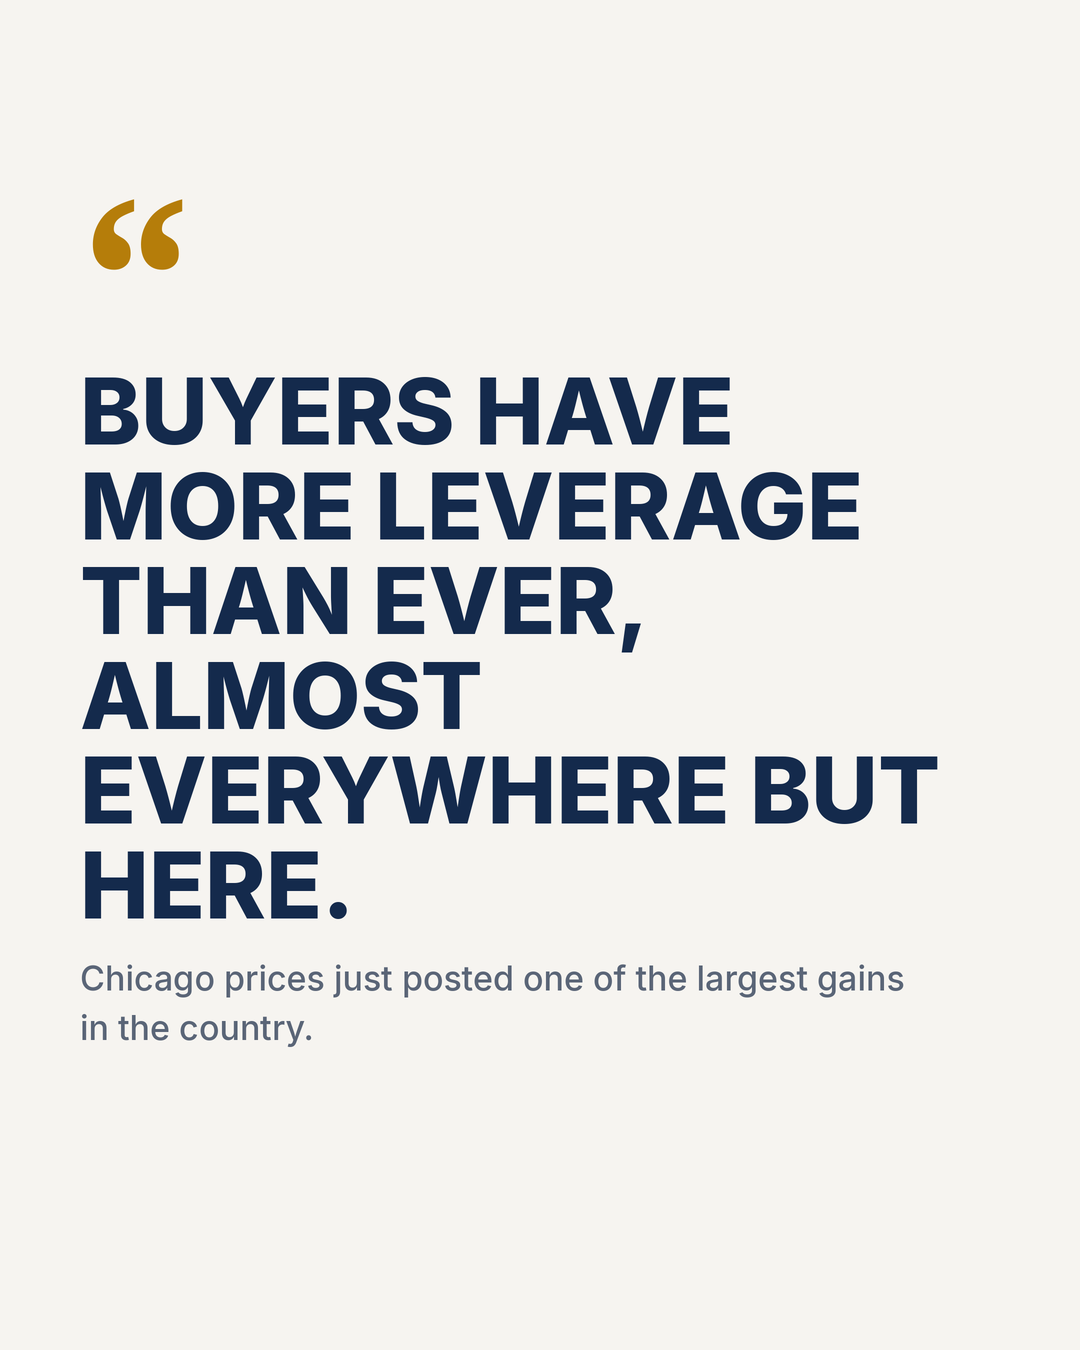 “
BUYERS HAVE
MORE LEVERAGE
THAN EVER,
ALMOST
EVERYWHERE BUT
HERE.
Chicago prices just posted one of the largest gains
in the country.